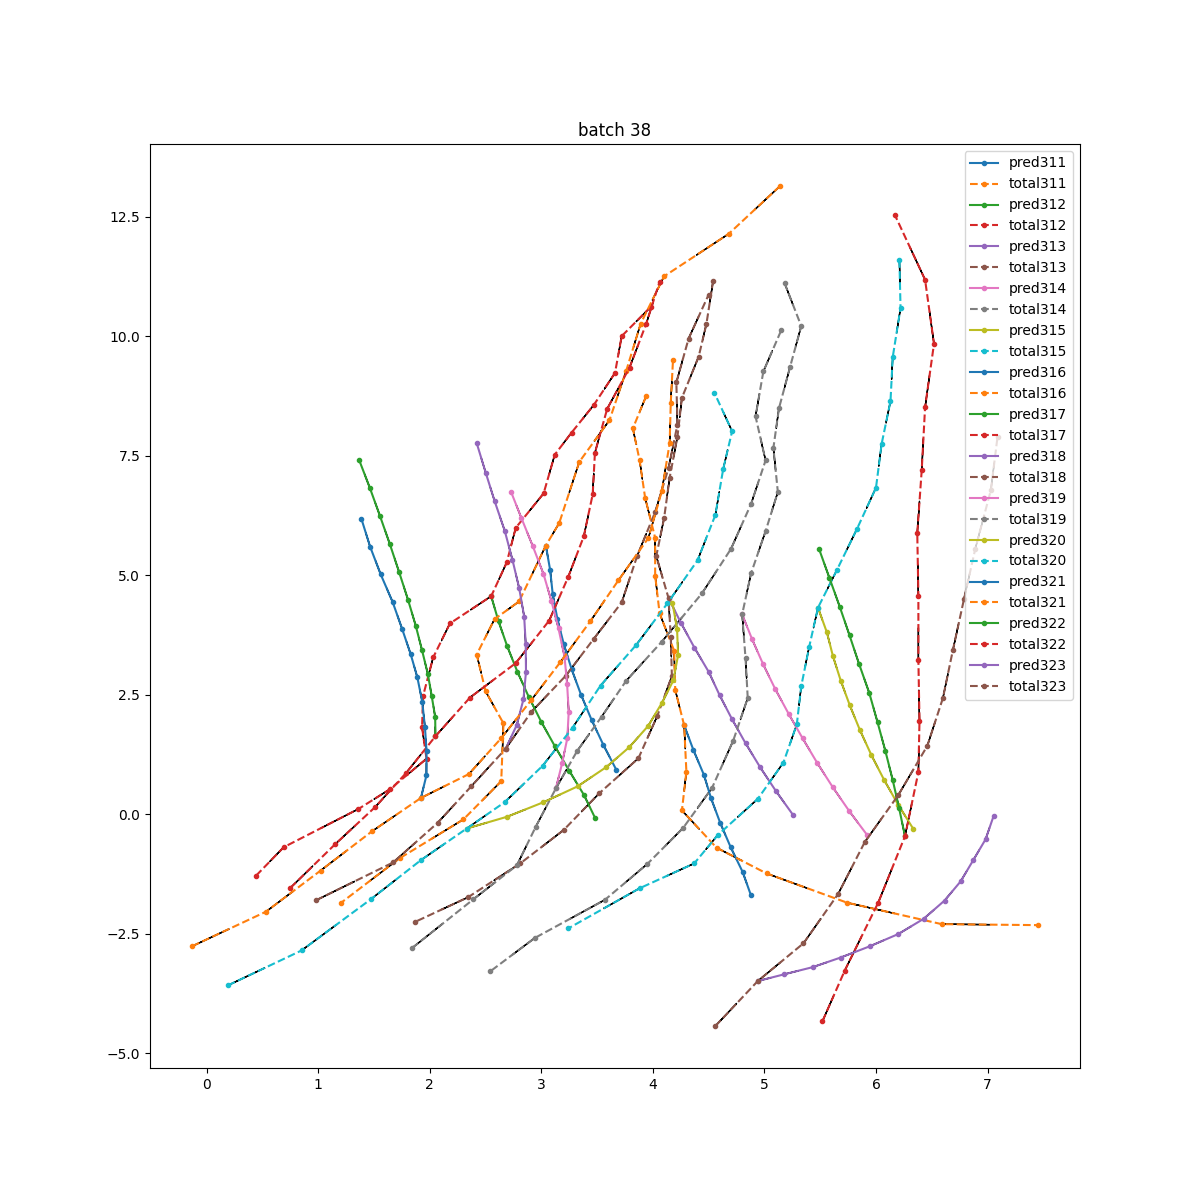 batch 38
12.5
10.0
7.5
5.0
2.5
0.0
−2.5
−5.0
0 1 2 3 4 5 6 7
pred311
total311
pred312
total312
pred313
total313
pred314
total314
pred315
total315
pred316
total316
pred317
total317
pred318
total318
pred319
total319
pred320
total320
pred321
total321
pred322
total322
pred323
total323